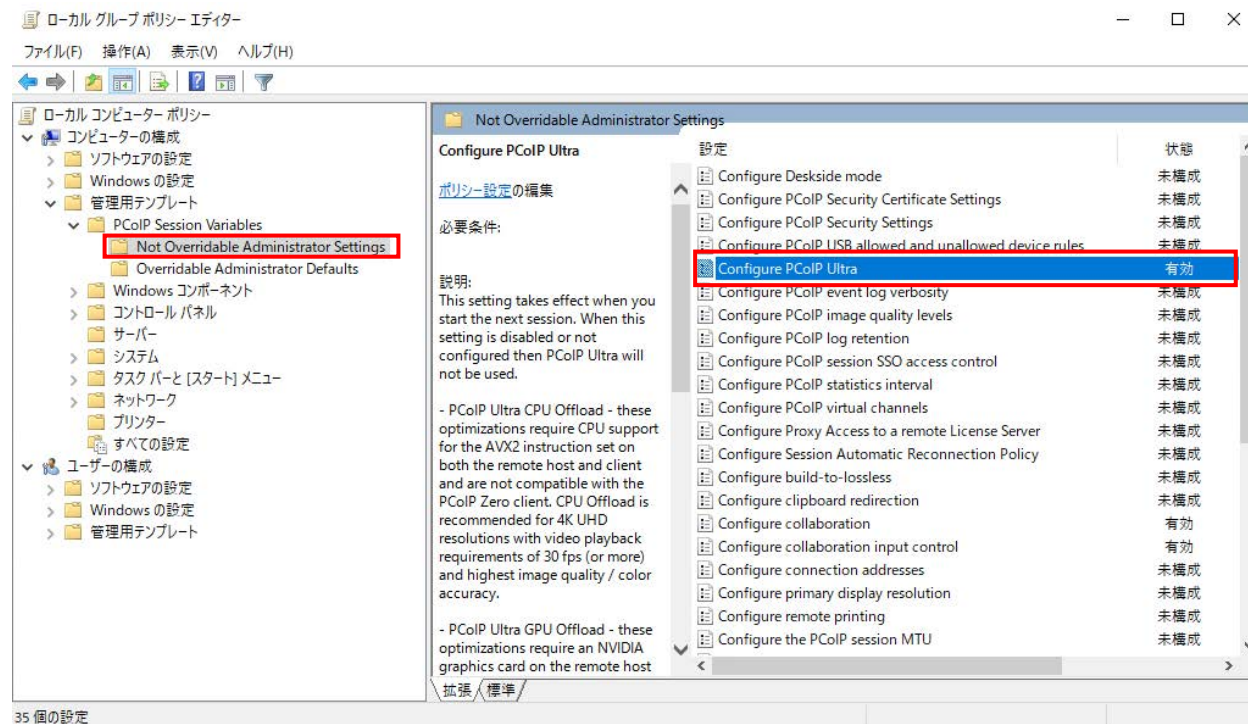 ローカル グループ ポリシー エディター
ファイル(F) 操作(A) 表示(V) ヘルプ(H)
ローカル コンピューター ポリシー
コンピューターの構成
ソフトウェアの設定
Windows の設定
管理用テンプレート
PCoIP Session Variables
Not Overridable Administrator Settings
Overridable Administrator Defaults
Windows コンポーネント
コントロール パネル
サーバー
システム
タスク バーと [スタート] メニュー
ネットワーク
プリンター
すべての設定
ユーザーの構成
ソフトウェアの設定
Windows の設定
管理用テンプレート
Not Overridable Administrator Settings
Configure PCoIP Ultra
ポリシー設定の編集
必要条件:
説明:
This setting takes effect when you
start the next session. When this
setting is disabled or not
configured then PCoIP Ultra will
not be used.
- PCoIP Ultra CPU Offload - these
optimizations require CPU support
for the AVX2 instruction set on
both the remote host and client
and are not compatible with the
PCoIP Zero client. CPU Offload is
recommended for 4K UHD
resolutions with video playback
requirements of 30 fps (or more)
and highest image quality / color
accuracy.
- PCoIP Ultra GPU Offload - these
optimizations require an NVIDIA
graphics card on the remote host
設定 状態
Configure Deskside mode 未構成
Configure PCoIP Security Certificate Settings 未構成
Configure PCoIP Security Settings 未構成
Configure PCoIP USB allowed and unallowed device rules 未構成
Configure PCoIP Ultra 有効
Configure PCoIP event log verbosity 未構成
Configure PCoIP image quality levels 未構成
Configure PCoIP log retention 未構成
Configure PCoIP session SSO access control 未構成
Configure PCoIP statistics interval 未構成
Configure PCoIP virtual channels 未構成
Configure Proxy Access to a remote License Server 未構成
Configure Session Automatic Reconnection Policy 未構成
Configure build-to-lossless 未構成
Configure clipboard redirection 未構成
Configure collaboration 有効
Configure collaboration input control 有効
Configure connection addresses 未構成
Configure primary display resolution 未構成
Configure remote printing 未構成
Configure the PCoIP session MTU 未構成
拡張 標準
35 個の設定